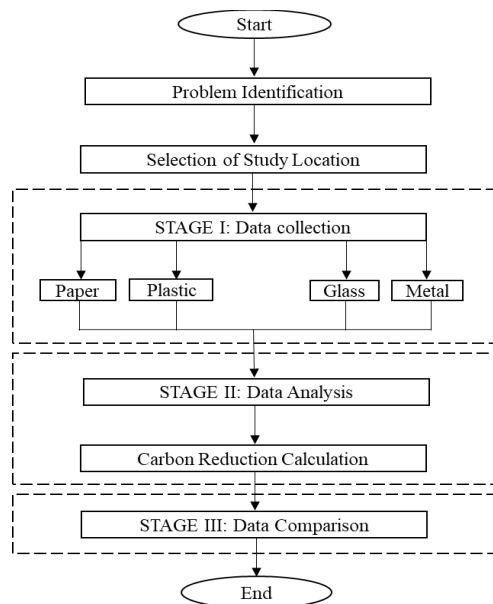 Start
Problem Identification
Selection of Study Location
STAGE I: Data collection
Paper
Plastic
Glass
Metal
STAGE II: Data Analysis
Carbon Reduction Calculation
STAGE III: Data Comparison
End